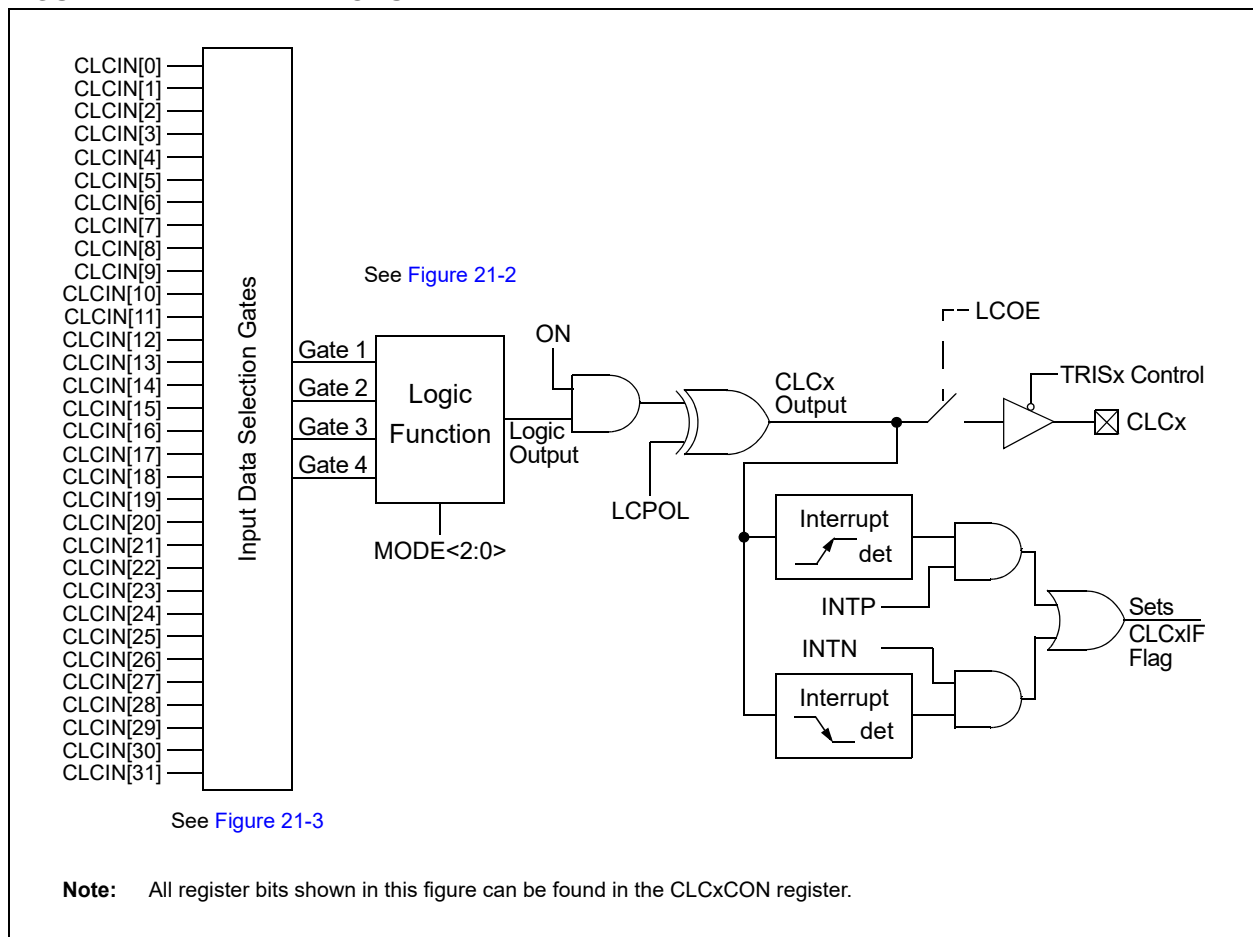 CLCIN[0]
CLCIN[1]
CLCIN[2]
CLCIN[3]
CLCIN[4]
CLCIN[5]
CLCIN[6]
CLCIN[7]
CLCIN[8]
CLCIN[9]
CLCIN[10]
CLCIN[11]
CLCIN[12]
CLCIN[13]
CLCIN[14]
CLCIN[15]
CLCIN[16]
CLCIN[17]
CLCIN[18]
CLCIN[19]
CLCIN[20]
CLCIN[21]
CLCIN[22]
CLCIN[23]
CLCIN[24]
CLCIN[25]
CLCIN[26]
CLCIN[27]
CLCIN[28]
CLCIN[29]
CLCIN[30]
CLCIN[31]
Input Data Selection Gates
See Figure 21-3
See Figure 21-2
Gate 1
Gate 2
Gate 3
Gate 4
Logic
Function
MODE<2:0>
Logic
Output
ON
LCPOL
CLCx
Output
LCOE
TRISx Control
CLCx
Interrupt
det
INTP
INTN
Interrupt
det
Sets
CLCxIF
Flag
Note: All register bits shown in this figure can be found in the CLCxCON register.